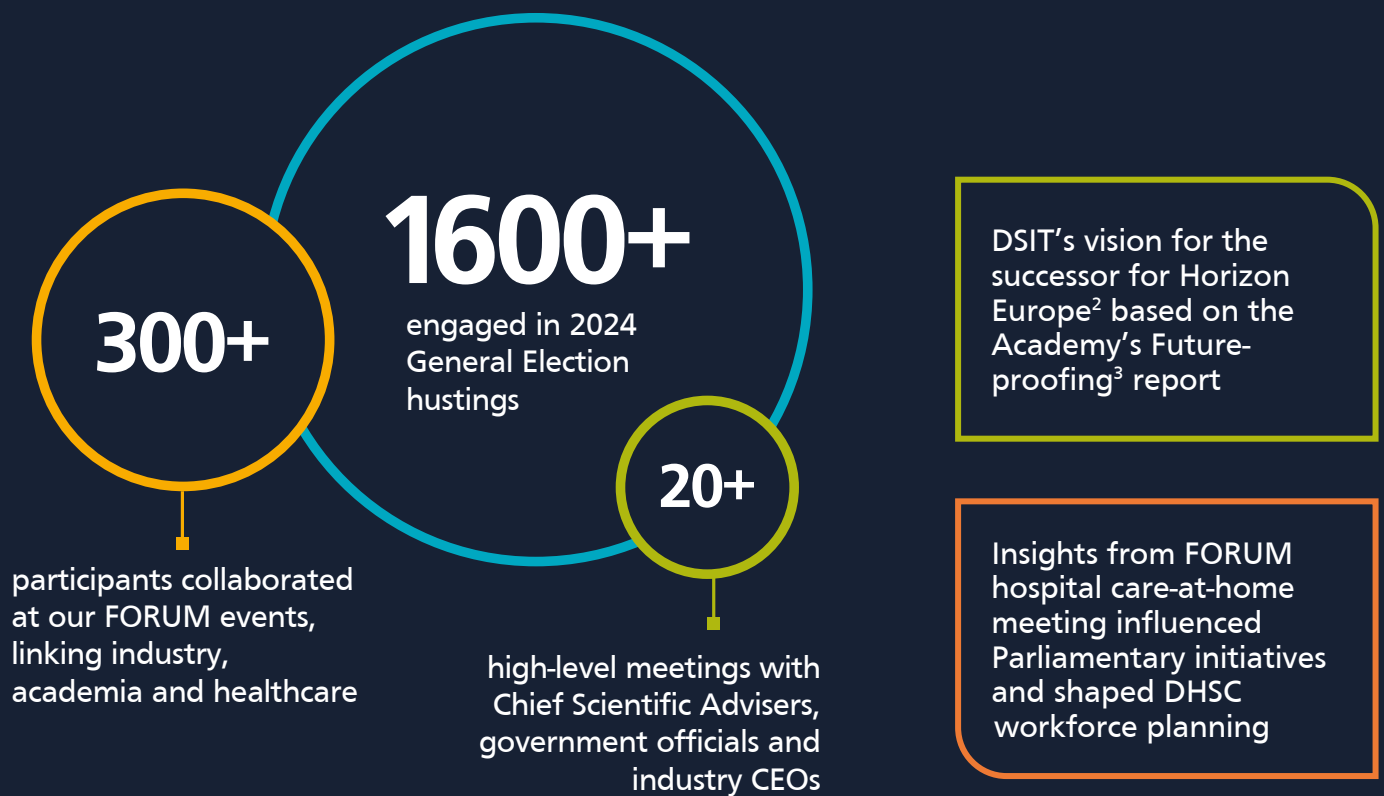 300+
participants collaborated
at our FORUM events,
linking industry,
academia and healthcare
1600+
engaged in 2024
General Election
hustings
20+
high-level meetings with
Chief Scientific Advisers,
government officials and
industry CEOs
DSIT’s vision for the
successor for Horizon
Europe² based on the
Academy’s Future-
proofing³ report
Insights from FORUM
hospital care-at-home
meeting influenced
Parliamentary initiatives
and shaped DHSC
workforce planning